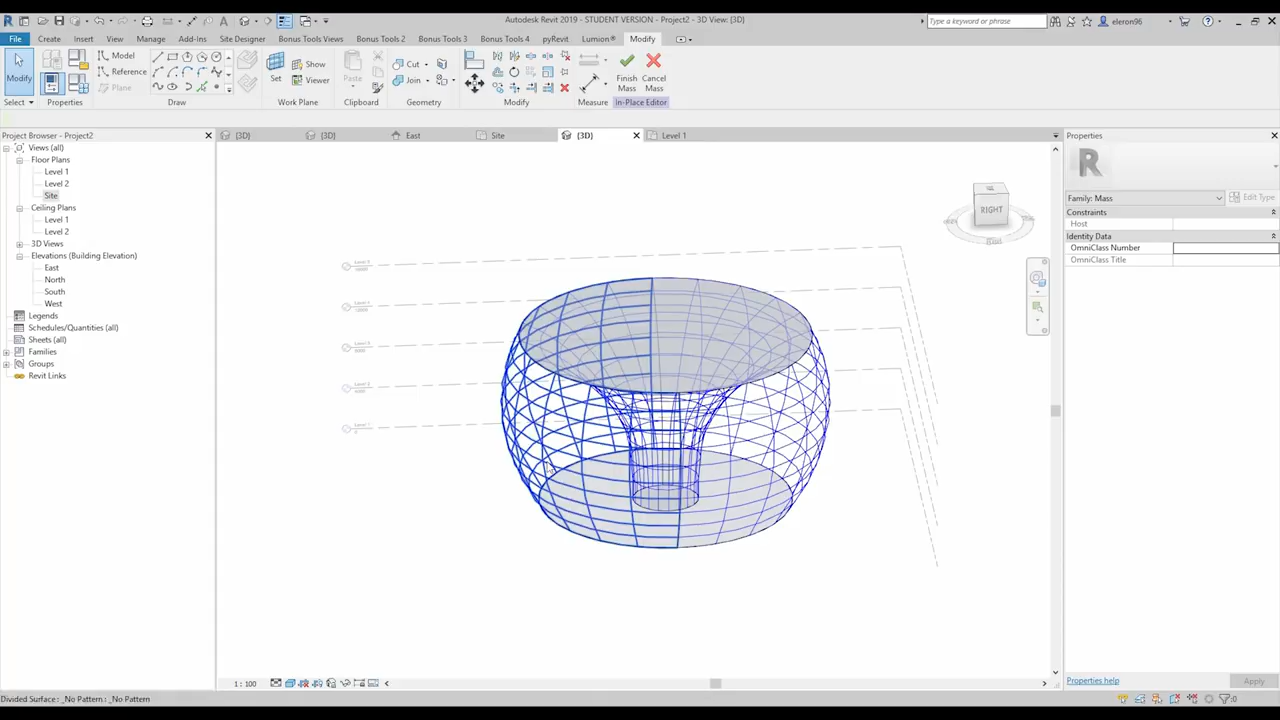 Autodesk Revit 2019 - STUDENT VERSION - Project2 - 3D View: {3D}
Type a keyword or phrase
eleron96
File Create Insert View Manage Add-Ins Site Designer Bonus Tools Views Bonus Tools 2 Bonus Tools 3 Bonus Tools 4 pyRevit Lumion® Modify
Model
Reference
Plane
Set
Show
Viewer
Paste
Cut
Join
Finish Mass
Cancel Mass
Modify
Select Properties Draw Work Plane Clipboard Geometry Modify Measure In-Place Editor
Project Browser - Project2
{3D} {3D} East Site {3D} Level 1
Properties
Views (all)
Floor Plans
Level 1
Level 2
Site
Ceiling Plans
Level 1
Level 2
3D Views
Elevations (Building Elevation)
East
North
South
West
Legends
Schedules/Quantities (all)
Sheets (all)
Families
Groups
Revit Links
RIGHT
R
Family: Mass
Edit Type
Constraints
Host
Identity Data
OmniClass Number
OmniClass Title
1 : 100
Properties help
Apply
Divided Surface : _No Pattern : _No Pattern
:0